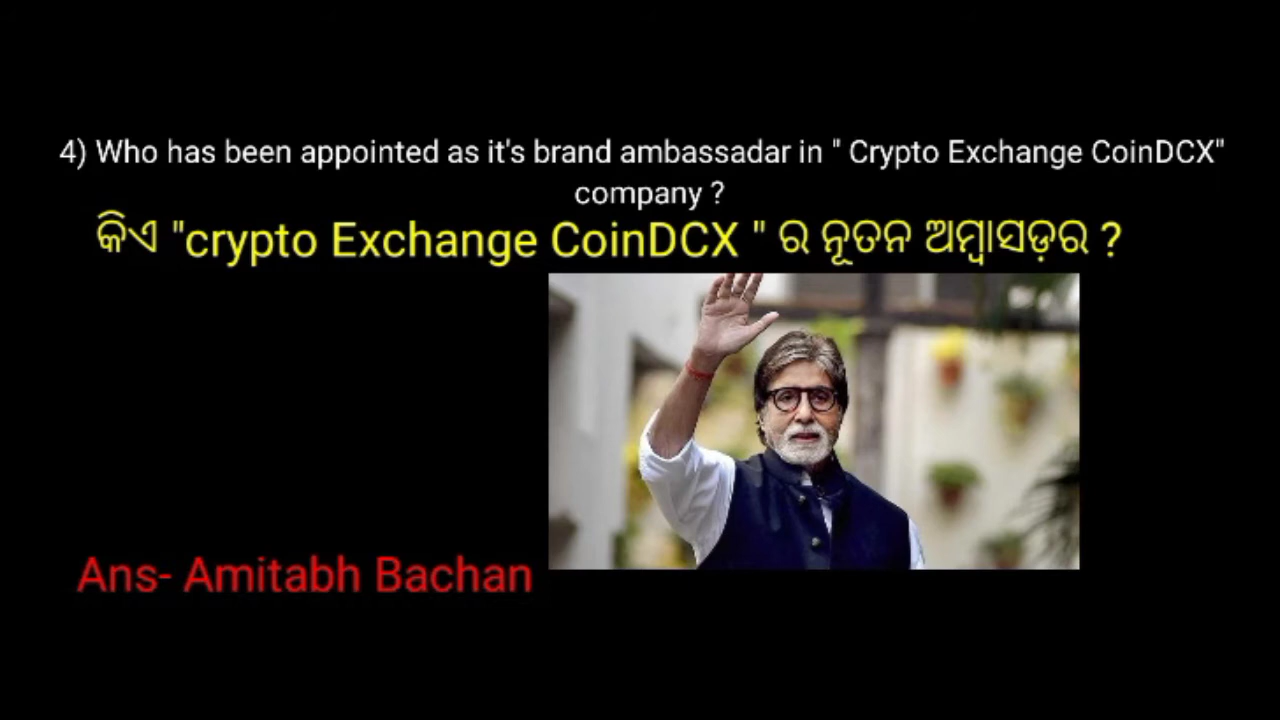 4) Who has been appointed as it's brand ambassadar in " Crypto Exchange CoinDCX"
company ?
କିଏ "crypto Exchange CoinDCX " ର ନୂତନ ଅମ୍ବାସଡ଼ର ?
Ans- Amitabh Bachan